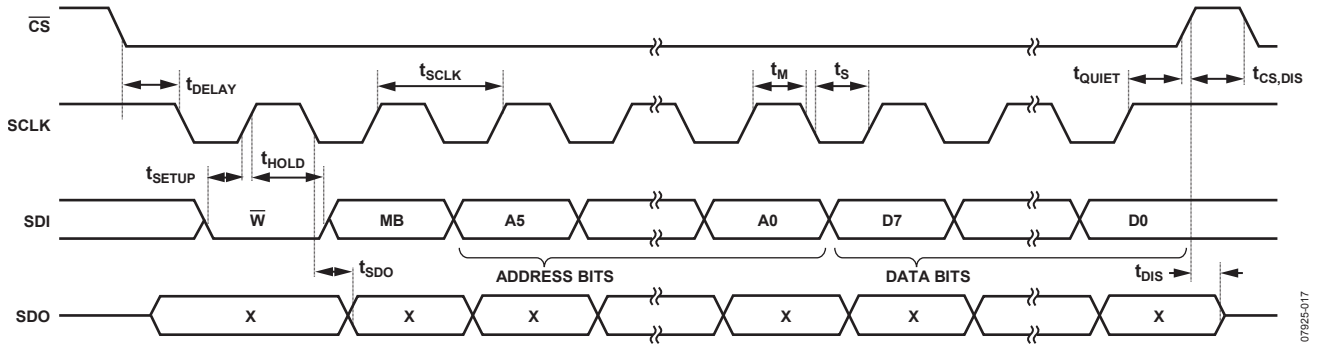 CS
tDELAY
tSCLK
tM
tS
tQUIET
tCS,DIS
SCLK
tSETUP
tHOLD
SDI
W
MB
A5
A0
D7
D0
tSDO
ADDRESS BITS
DATA BITS
tDIS
SDO
X
X
X
X
X
X
07925-017